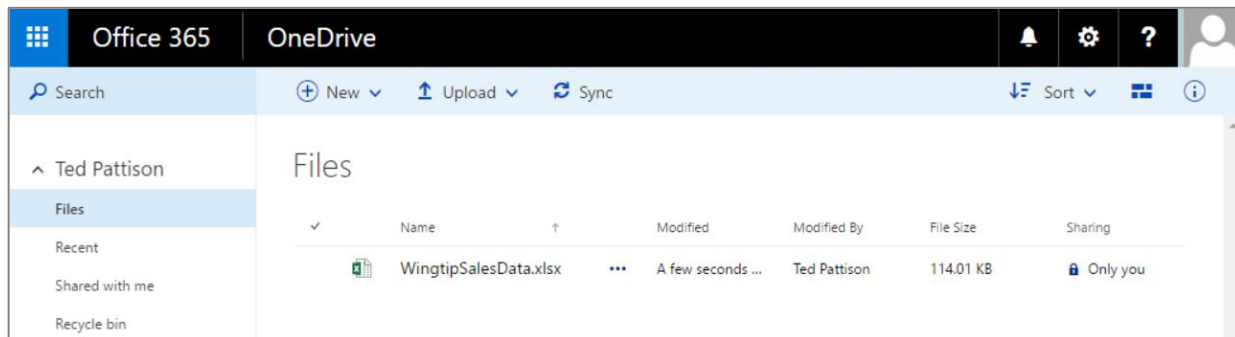 Office 365 OneDrive ?
Search New Upload Sync Sort
Ted Pattison
Files
Recent
Shared with me
Recycle bin
Files
Name Modified Modified By File Size Sharing
WingtipSalesData.xlsx ... A few seconds ... Ted Pattison 114.01 KB Only you